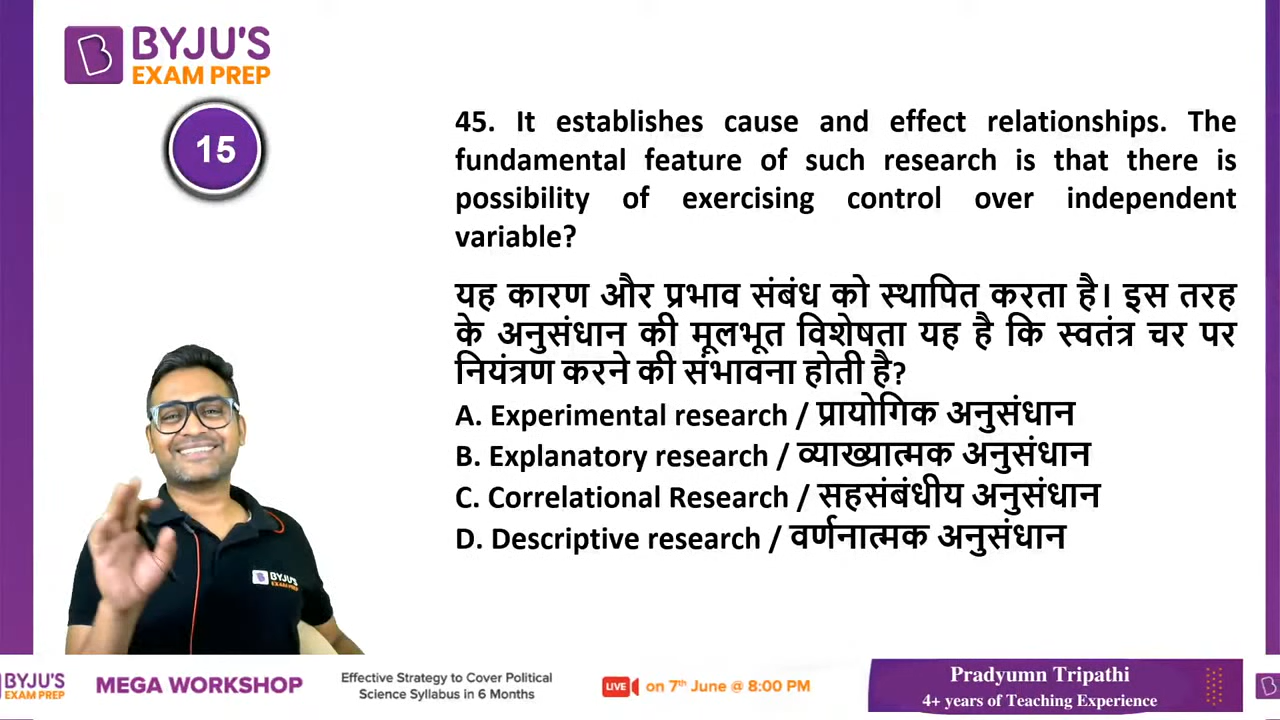 BYJU'S
EXAM PREP
15
45. It establishes cause and effect relationships. The
fundamental feature of such research is that there is
possibility of exercising control over independent
variable?
यह कारण और प्रभाव संबंध को स्थापित करता है। इस तरह
के अनुसंधान की मूलभूत विशेषता यह है कि स्वतंत्र चर पर
नियंत्रण करने की संभावना होती है?
A. Experimental research / प्रायोगिक अनुसंधान
B. Explanatory research / व्याख्यात्मक अनुसंधान
C. Correlational Research / सहसंबंधीय अनुसंधान
D. Descriptive research / वर्णनात्मक अनुसंधान
BYJU'S
EXAM PREP
BYJU'S
EXAM PREP
MEGA WORKSHOP
Effective Strategy to Cover Political
Science Syllabus in 6 Months
LIVE
on 7th June @ 8:00 PM
Pradyumn Tripathi
4+ years of Teaching Experience